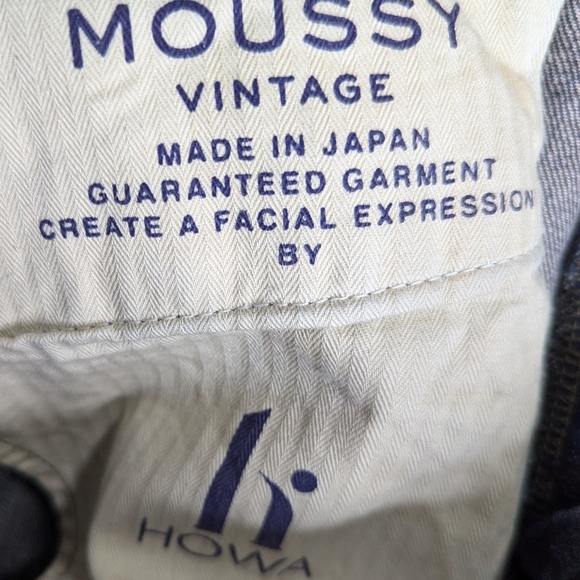 MOUSSY
VINTAGE
MADE IN JAPAN
GUARANTEED GARMENT
CREATE A FACIAL EXPRESSION
BY
h
HOWA